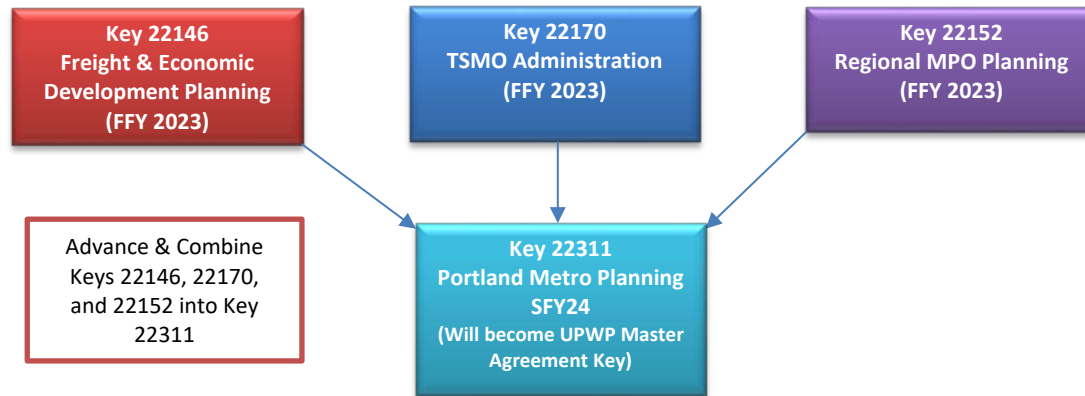 Key 22146
Freight & Economic
Development Planning
(FFY 2023)
Key 22170
TSMO Administration
(FFY 2023)
Key 22152
Regional MPO Planning
(FFY 2023)
Advance & Combine
Keys 22146, 22170,
and 22152 into Key
22311
Key 22311
Portland Metro Planning
SFY24
(Will become UPWP Master
Agreement Key)